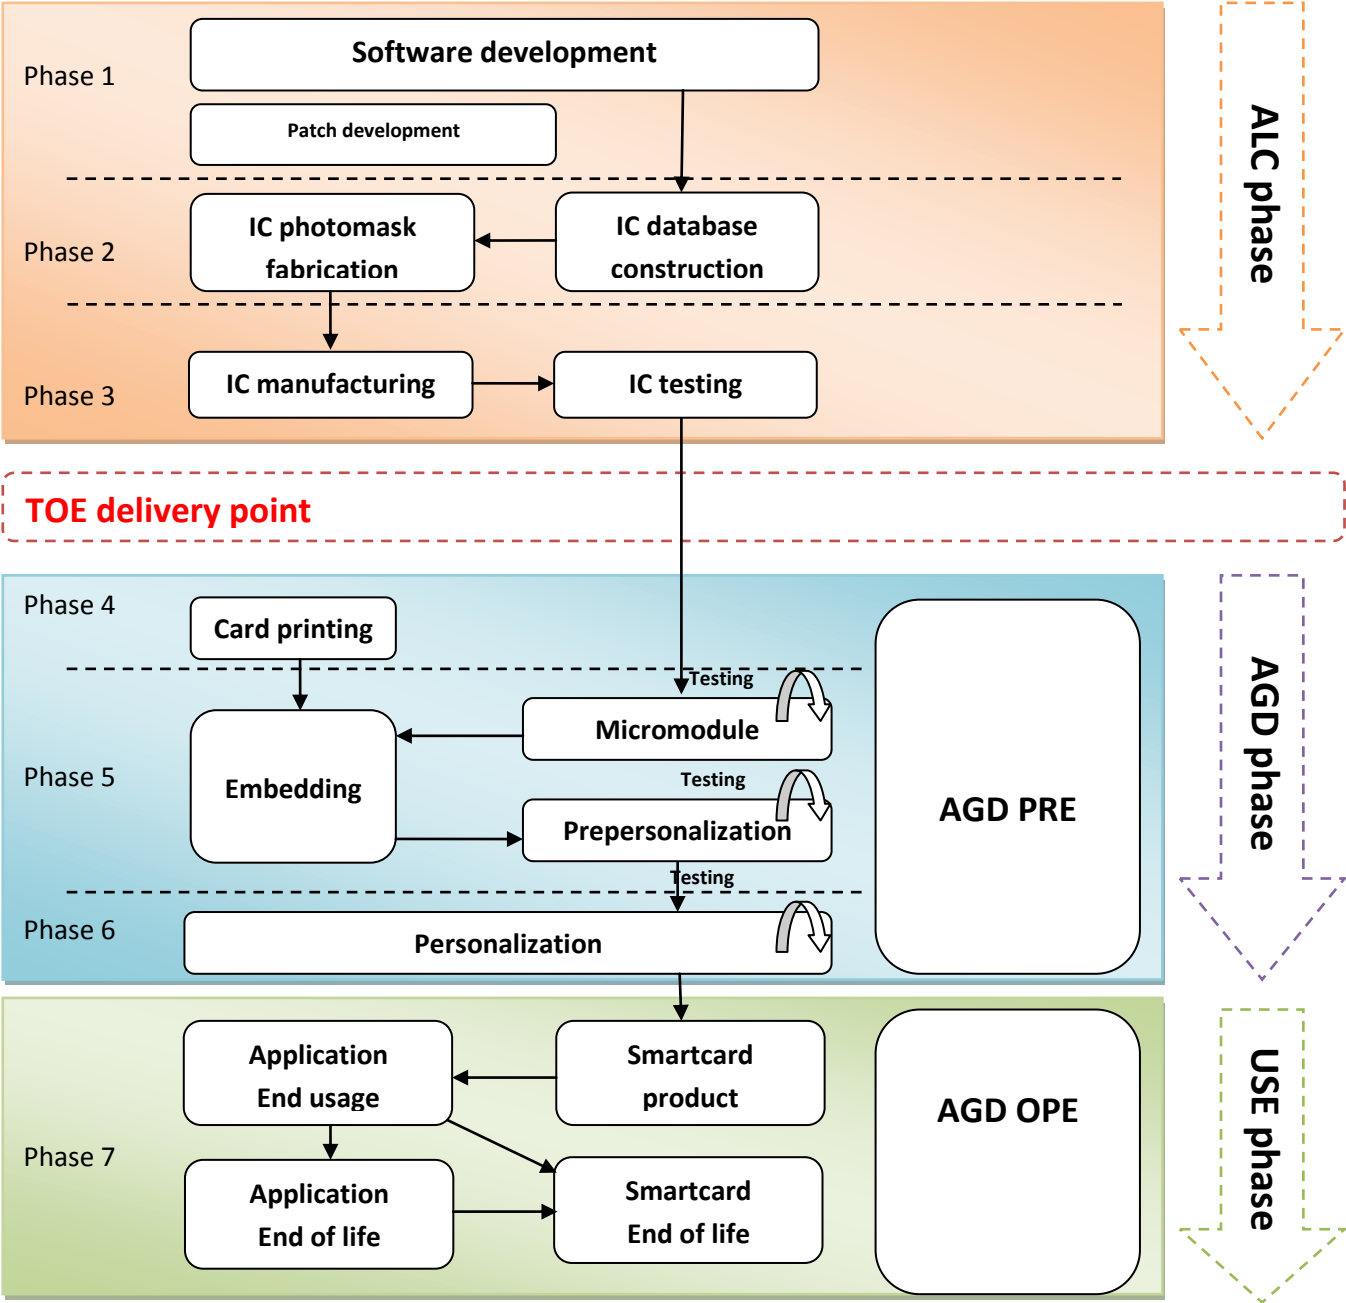 Software development
Phase 1
Patch development
ALC phase
IC photomask
fabrication
IC database
construction
Phase 2
IC manufacturing
IC testing
Phase 3
TOE delivery point
Phase 4
Card printing
Testing
Micromodule
AGD phase
Phase 5
Embedding
Testing
Prepersonalization
AGD PRE
Testing
Phase 6
Personalization
Application
End usage
Smartcard
product
AGD OPE
USE phase
Phase 7
Application
End of life
Smartcard
End of life